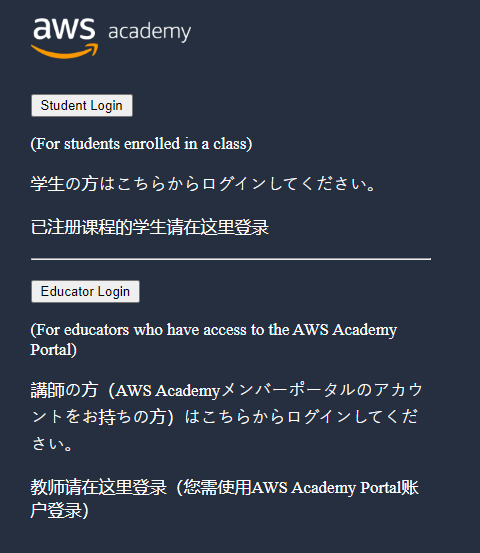 aws academy
Student Login
(For students enrolled in a class)
学生の方はこちらからログインしてください。
已注册课程的学生请在这里登录
Educator Login
(For educators who have access to the AWS Academy
Portal)
講師の方（AWS Academyメンバーポータルのアカウ
ントをお持ちの方）はこちらからログインしてくだ
さい。
教师请在这里登录（您需使用AWS Academy Portal账
户登录）